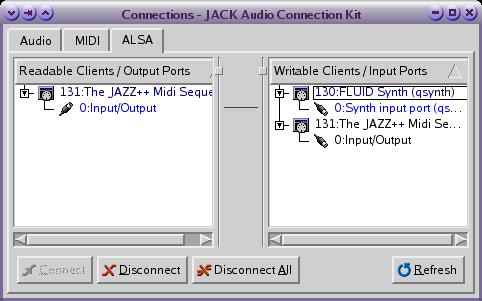 Connections - JACK Audio Connection Kit
Audio MIDI ALSA
Readable Clients / Output Ports
131:The JAZZ++ Midi Seque
0:Input/Output
Writable Clients / Input Ports
130:FLUID Synth (qsynth)
0:Synth input port (qs...
131:The JAZZ++ Midi Se...
0:Input/Output
Connect Disconnect Disconnect All Refresh